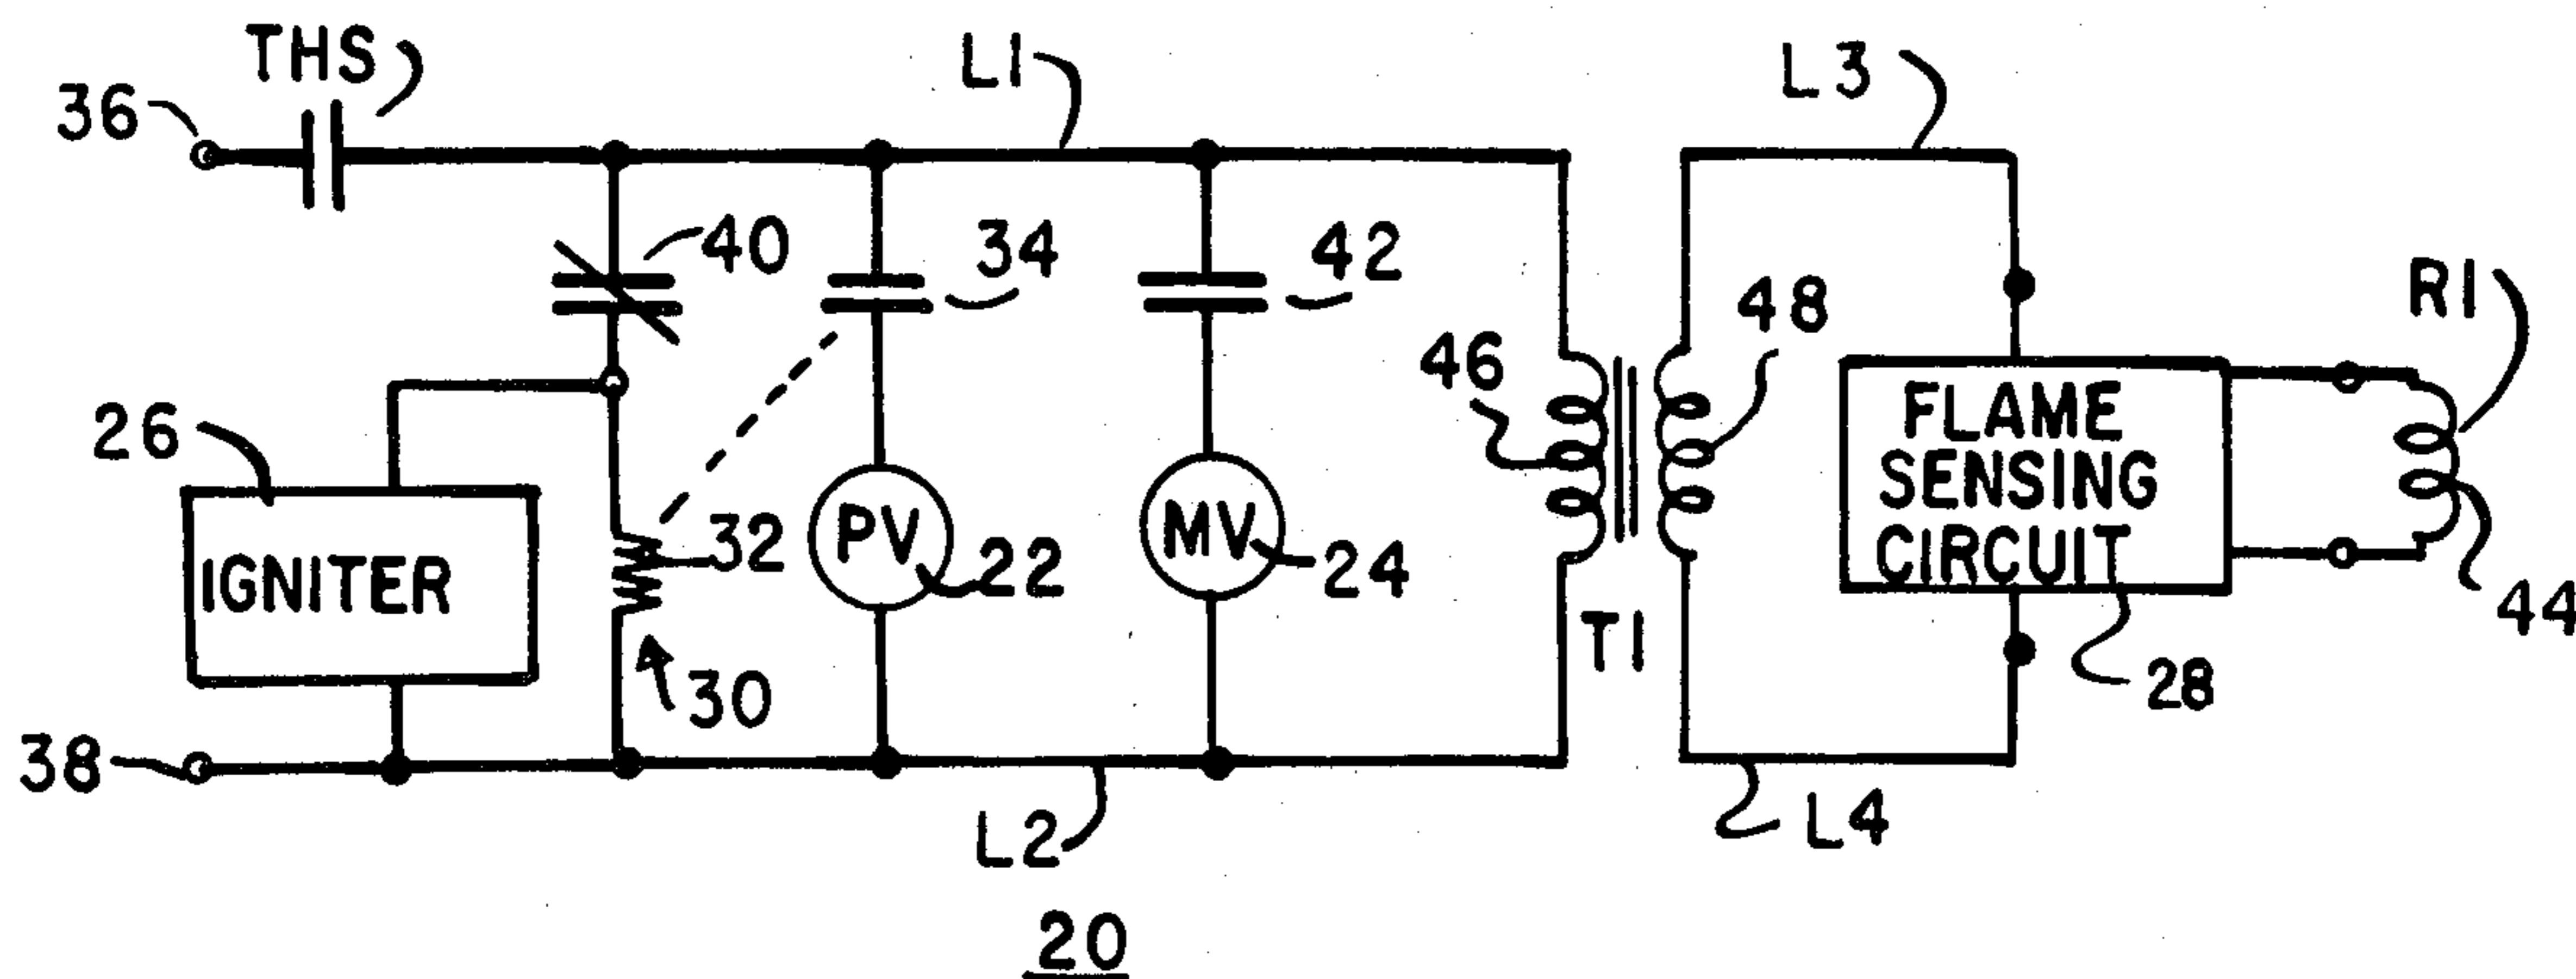 THS
L1
L3
36
40
34
42
R1
48
46
26
FLAME
SENSING
CIRCUIT
IGNITER
32
PV
22
MV
24
44
T1
30
28
38
L2
L4
20